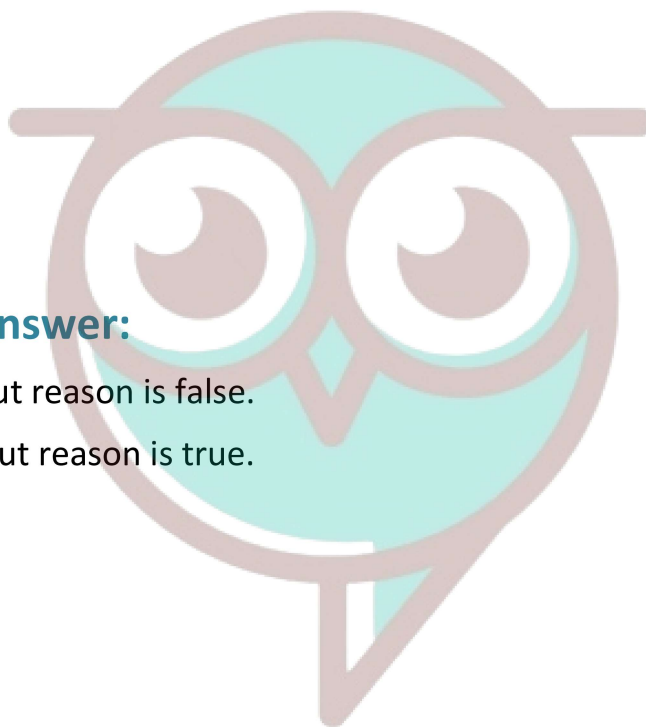 nswer:
ut reason is false.
ut reason is true.